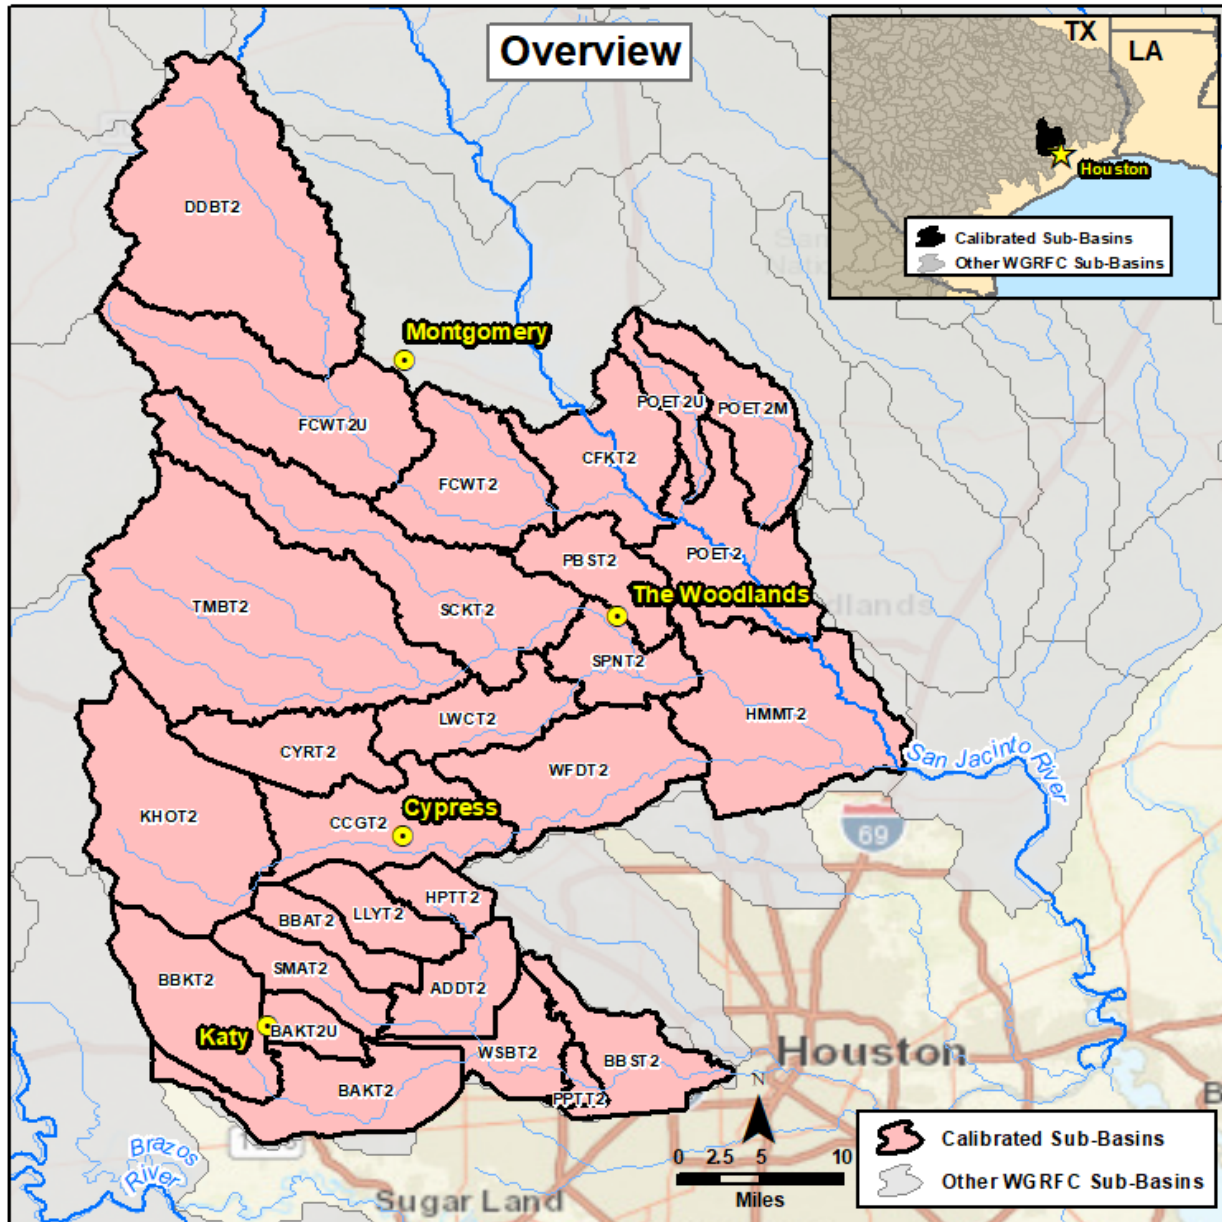 Overview
TX
LA
Houston
Calibrated Sub-Basins
Other WGRFC Sub-Basins
DDBT2
Montgomery
FCWT2U
POET2U
POET2M
CFKT2
FCWT2
PBST2
POET2
The Woodlands
TMBT2
SCKT2
SPNT2
LWCT2
HMMT2
CYRT2
WFDT2
San Jacinto River
KHOT2
CCGT2
Cypress
69
HPTT2
LLYT2
BBAT2
SMAT2
BBKT2
ADDT2
Katy
BAKT2U
WSBT2
BBST2
Houston
BAKT2
PPTT2
N
Brazos
River
Sugar Land
0 2.5 5 10
Miles
Calibrated Sub-Basins
Other WGRFC Sub-Basins